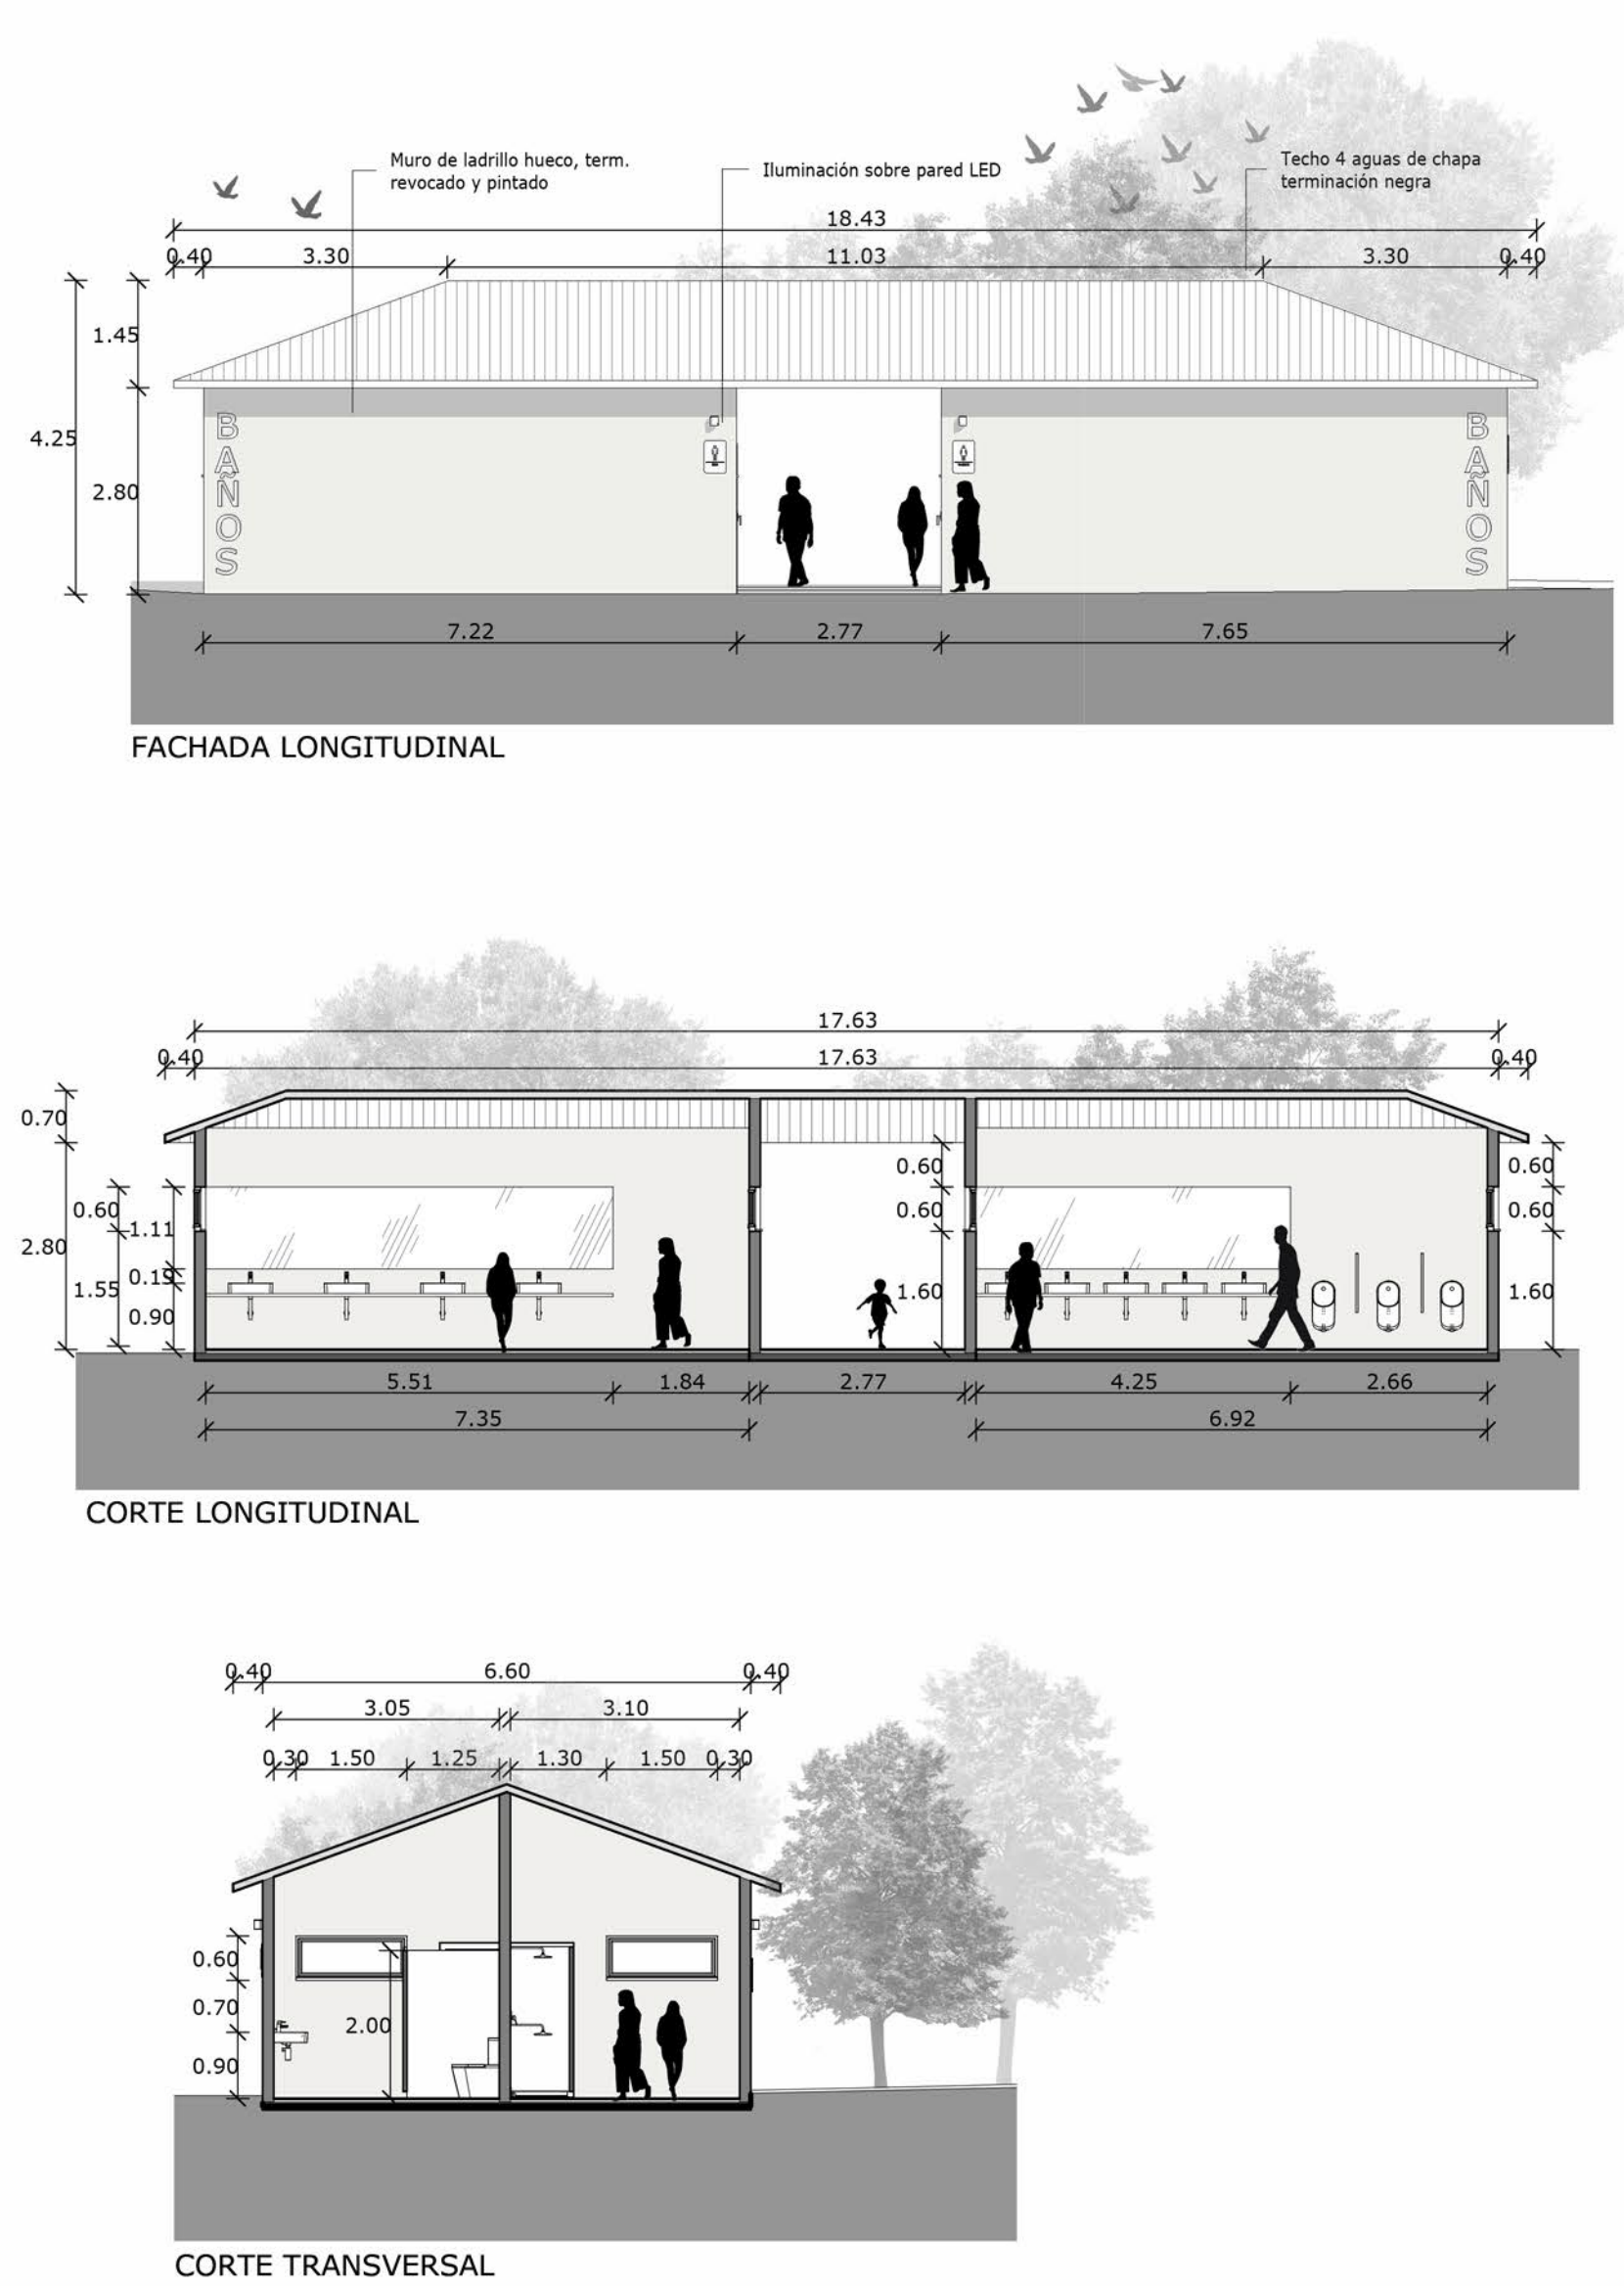 Muro de ladrillo hueco, term.
revocado y pintado
Iluminación sobre pared LED
Techo 4 aguas de chapa
terminación negra
18.43
0.40
3.30
11.03
3.30
0.40
1.45
4.25
2.80
B
A
Ñ
O
S
B
A
Ñ
O
S
7.22
2.77
7.65
FACHADA LONGITUDINAL
17.63
0.40
17.63
0.40
0.70
0.60
0.60
0.60
1.11
0.60
0.60
2.80
0.19
1.55
1.60
1.60
0.90
5.51
1.84
2.77
4.25
2.66
7.35
6.92
CORTE LONGITUDINAL
0.40
6.60
0.40
3.05
3.10
0.30
1.50
1.25
1.30
1.50
0.30
0.60
0.70
2.00
0.90
CORTE TRANSVERSAL